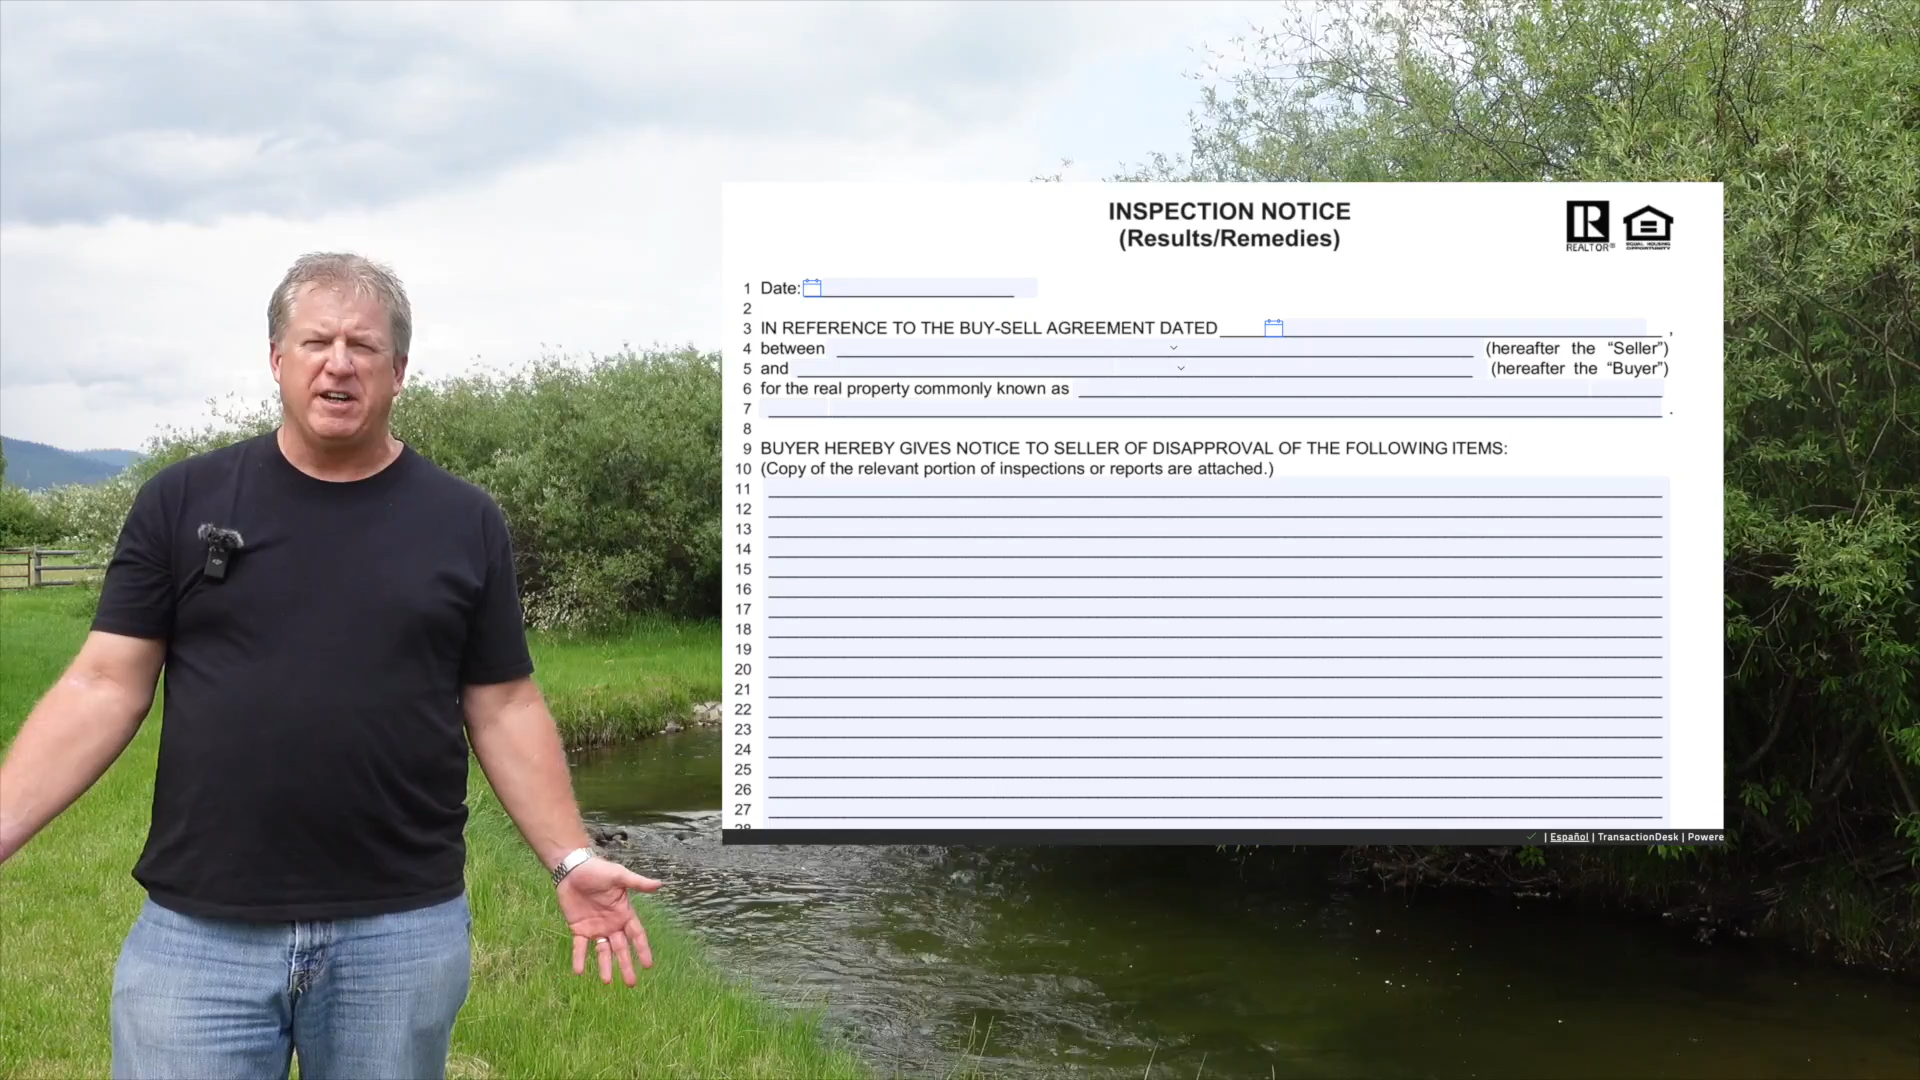 INSPECTION NOTICE
(Results/Remedies)
REALTOR®
EQUAL HOUSING
OPPORTUNITY
1 Date:
2
3 IN REFERENCE TO THE BUY-SELL AGREEMENT DATED ,
4 between (hereafter the “Seller”)
5 and (hereafter the “Buyer”)
6 for the real property commonly known as
7 .
8
9 BUYER HEREBY GIVES NOTICE TO SELLER OF DISAPPROVAL OF THE FOLLOWING ITEMS:
10 (Copy of the relevant portion of inspections or reports are attached.)
11
12
13
14
15
16
17
18
19
20
21
22
23
24
25
26
27
28
| Español | TransactionDesk | Powere